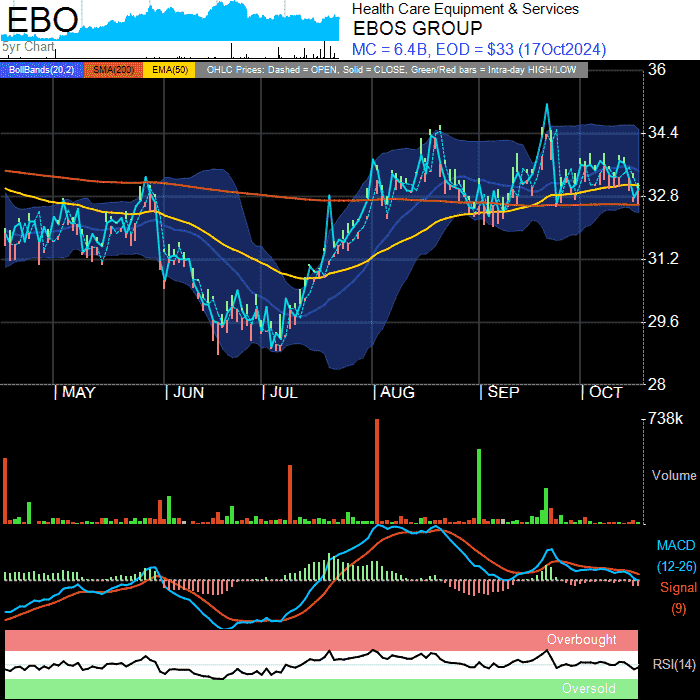 EBO
5yr Chart
Health Care Equipment & Services
EBOS GROUP
MC = 6.4B, EOD = $33 (17Oct2024)
BollBands(20,2) SMA(200) EMA(50) OHLC Prices: Dashed = OPEN, Solid = CLOSE, Green/Red bars = Intra-day HIGH/LOW
36
34.4
32.8
31.2
29.6
28
MAY JUN JUL AUG SEP OCT
738k
Volume
MACD
(12-26)
Signal
(9)
Overbought
RSI(14)
Oversold